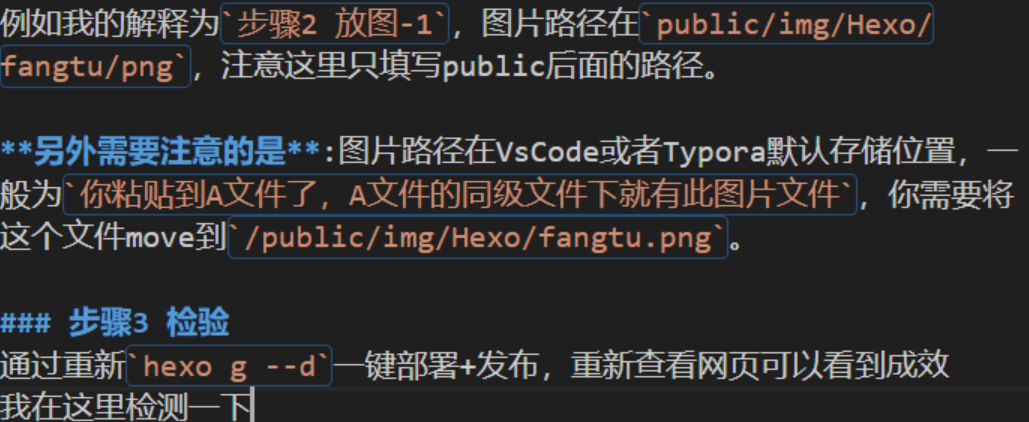 例如我的解释为`步骤2 放图-1`，图片路径在`public/img/Hexo/
fangtu/png`，注意这里只填写public后面的路径。
**另外需要注意的是**:图片路径在VsCode或者Typora默认存储位置，一
般为`你粘贴到A文件了，A文件的同级文件下就有此图片文件`，你需要将
这个文件move到`/public/img/Hexo/fangtu.png`。
### 步骤3 检验
通过重新`hexo g --d`一键部署+发布，重新查看网页可以看到成效
我在这里检测一下